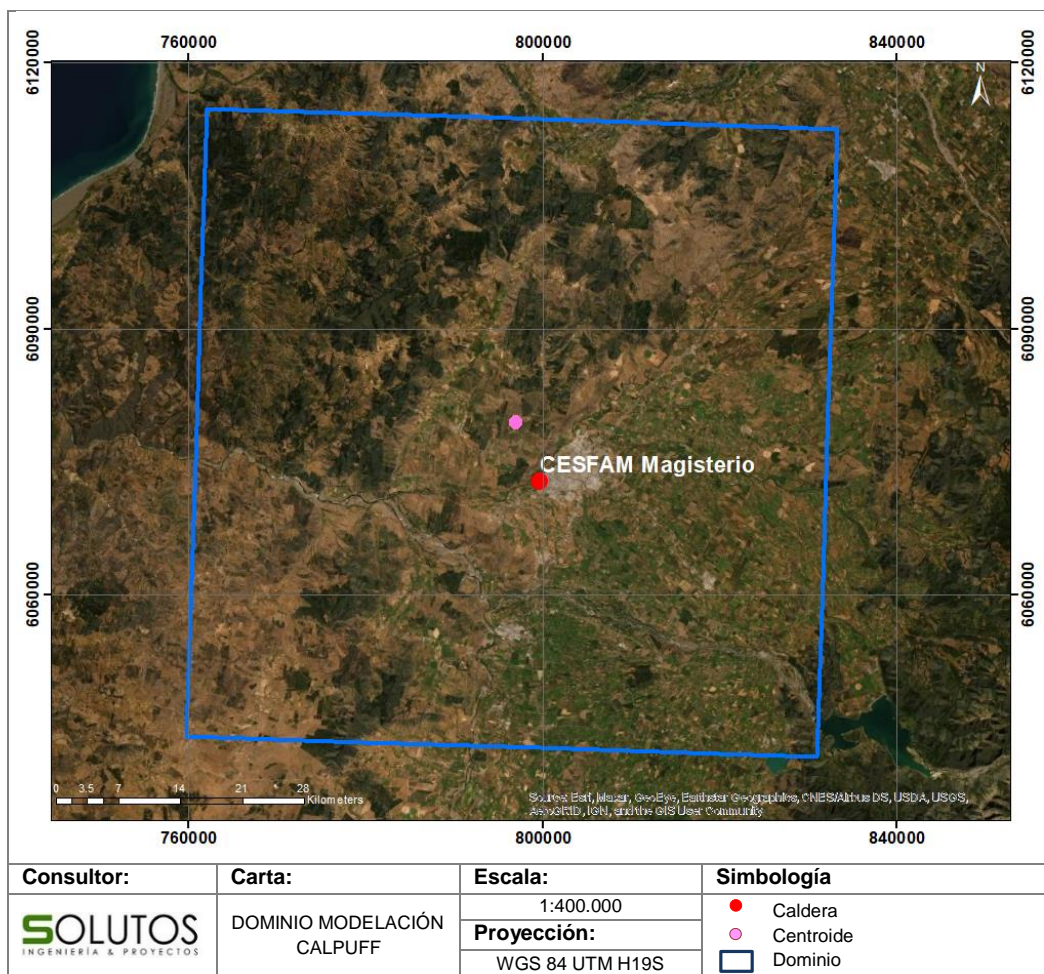 760000 800000 840000
6120000 6120000
N
6090000 6090000
CESFAM Magisterio
6060000 6060000
0 3.5 7 14 21 28
Kilometers
Source: Esri, Maxar, GeoEye, Earthstar Geographics, CNES/Airbus DS, USDA, USGS,
AeroGRID, IGN, and the GIS User Community
760000 800000 840000
Consultor: Carta: Escala: Simbología
SOLUTOS
INGENIERÍA & PROYECTOS
DOMINIO MODELACIÓN
CALPUFF
1:400.000
Proyección:
WGS 84 UTM H19S
Caldera
Centroide
Dominio